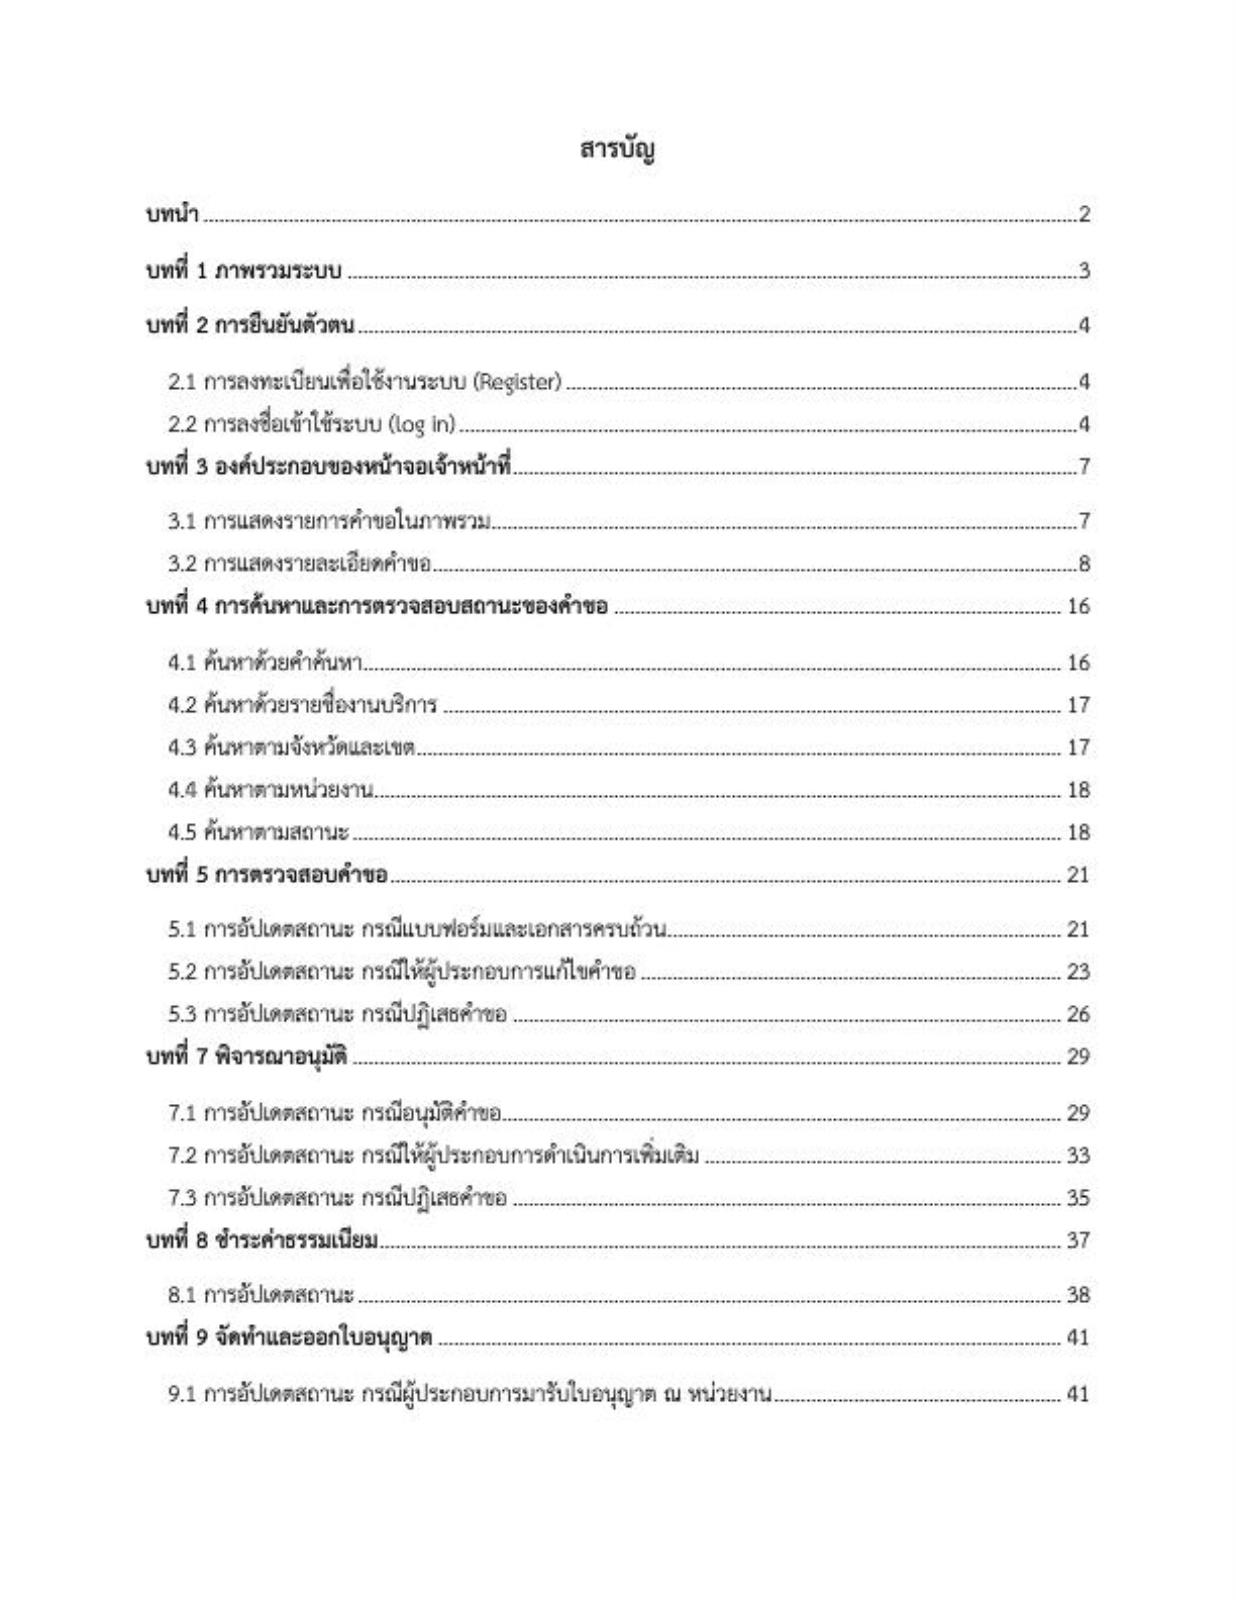 สารบัญ
บทนำ 2
บทที่ 1 ภาพรวมระบบ 3
บทที่ 2 การยืนยันตัวตน 4
2.1 การลงทะเบียนเพื่อใช้งานระบบ (Register) 4
2.2 การลงชื่อเข้าใช้ระบบ (log in) 4
บทที่ 3 องค์ประกอบของหน้าจอเจ้าหน้าที่ 7
3.1 การแสดงรายการคำขอในภาพรวม 7
3.2 การแสดงรายละเอียดคำขอ 8
บทที่ 4 การค้นหาและการตรวจสอบสถานะของคำขอ 16
4.1 ค้นหาด้วยคำค้นหา 16
4.2 ค้นหาด้วยรายชื่องานบริการ 17
4.3 ค้นหาตามจังหวัดและเขต 17
4.4 ค้นหาตามหน่วยงาน 18
4.5 ค้นหาตามสถานะ 18
บทที่ 5 การตรวจสอบคำขอ 21
5.1 การอัปเดตสถานะ กรณีแบบฟอร์มและเอกสารครบถ้วน 21
5.2 การอัปเดตสถานะ กรณีให้ผู้ประกอบการแก้ไขคำขอ 23
5.3 การอัปเดตสถานะ กรณีปฏิเสธคำขอ 26
บทที่ 7 พิจารณาอนุมัติ 29
7.1 การอัปเดตสถานะ กรณีอนุมัติคำขอ 29
7.2 การอัปเดตสถานะ กรณีให้ผู้ประกอบการดำเนินการเพิ่มเติม 33
7.3 การอัปเดตสถานะ กรณีปฏิเสธคำขอ 35
บทที่ 8 ชำระค่าธรรมเนียม 37
8.1 การอัปเดตสถานะ 38
บทที่ 9 จัดทำและออกใบอนุญาต 41
9.1 การอัปเดตสถานะ กรณีผู้ประกอบการมารับใบอนุญาต ณ หน่วยงาน 41